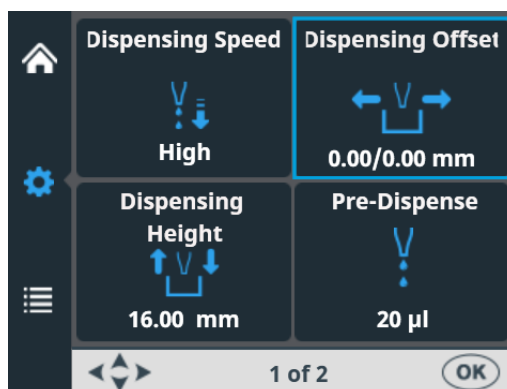 Dispensing Speed
High
Dispensing Offset
0.00/0.00 mm
Dispensing
Height
16.00 mm
Pre-Dispense
20 µl
1 of 2
OK